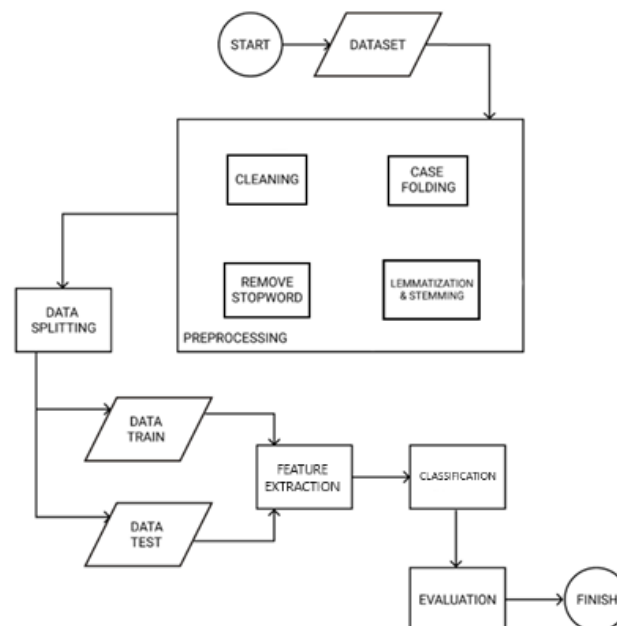 START
DATASET
CLEANING
CASE
FOLDING
REMOVE
STOPWORD
LEMMATIZATION
& STEMMING
PREPROCESSING
DATA
SPLITTING
DATA
TRAIN
DATA
TEST
FEATURE
EXTRACTION
CLASSIFICATION
EVALUATION
FINISH